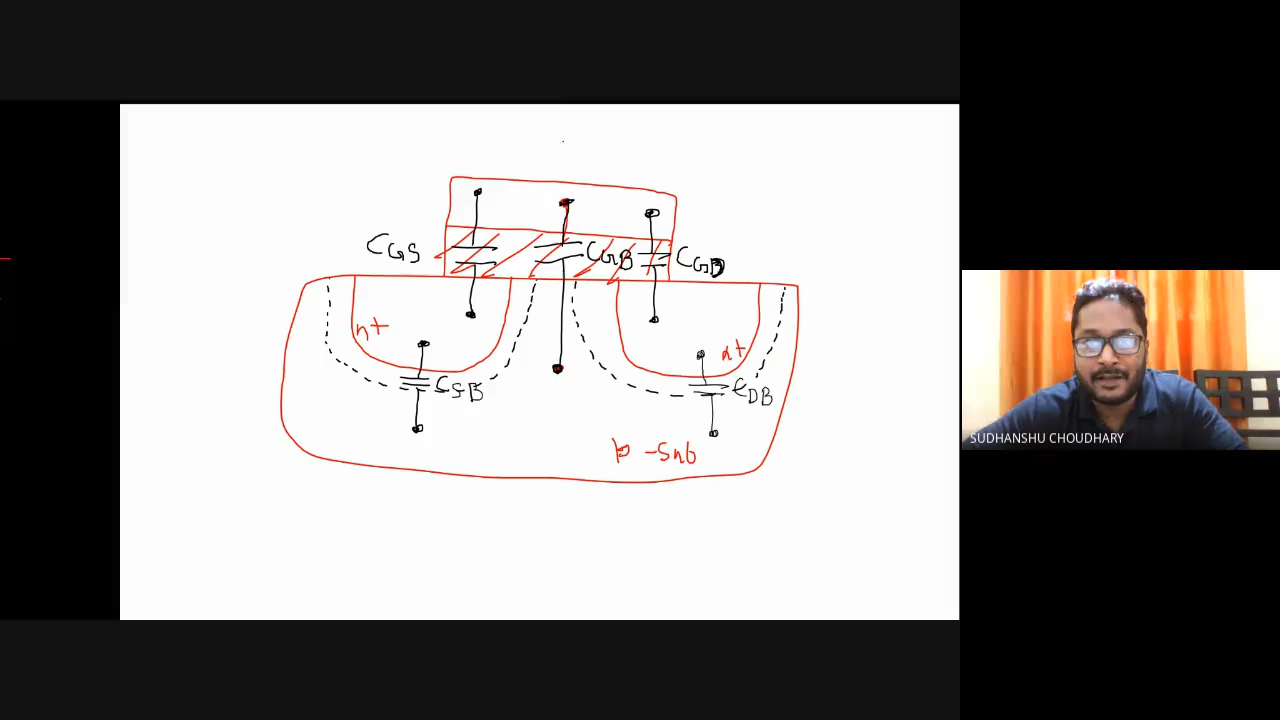 CGS
CGB
CGD
n+
n+
CSB
CDB
p-sub
SUDHANSHU CHOUDHARY